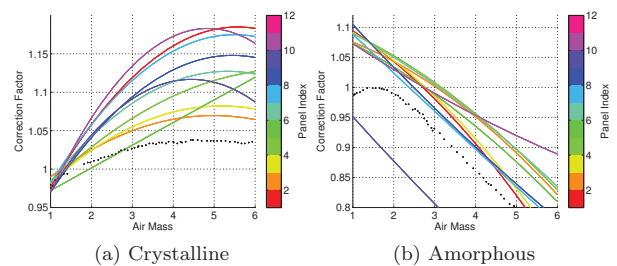 1.15
1.1
1.05
1
0.95
1 2 3 4 5 6
Air Mass
Correction Factor
12
10
8
6
4
2
Panel Index
(a) Crystalline
1.1
1.05
1
0.95
0.9
0.85
0.8
1 2 3 4 5 6
Air Mass
Correction Factor
12
10
8
6
4
2
Panel Index
(b) Amorphous